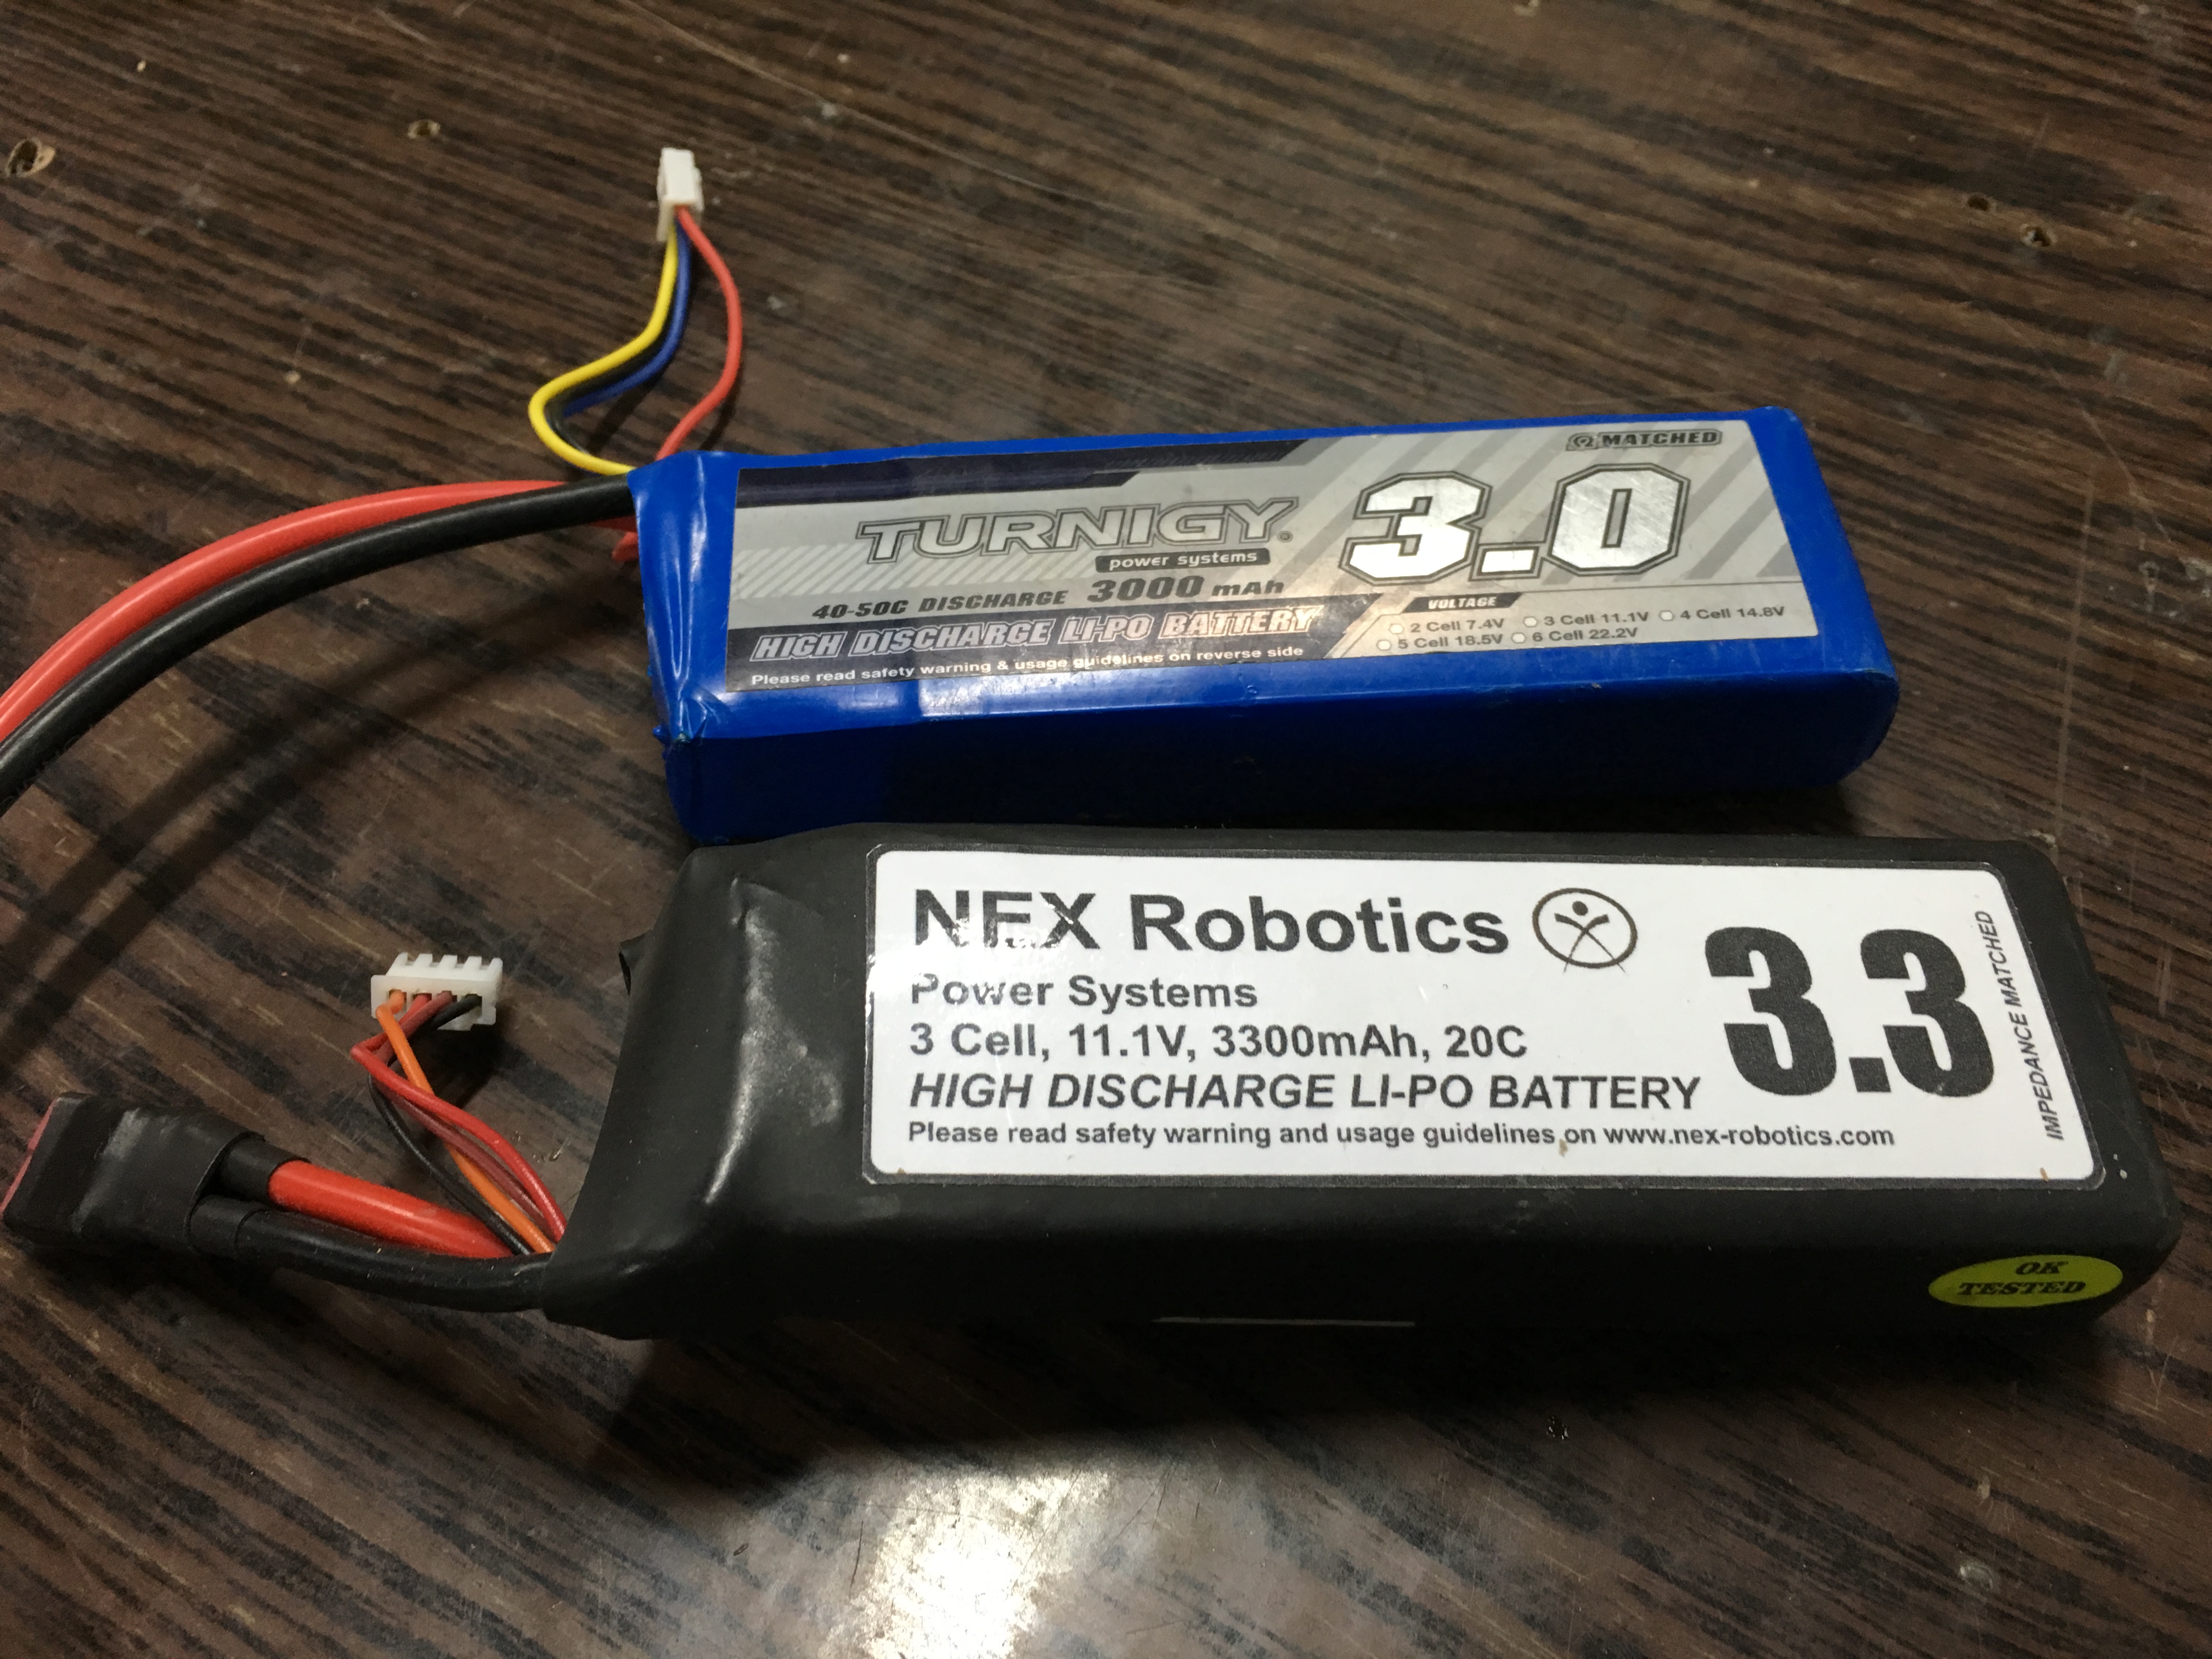 Ω MATCHED
TURNIGY
power systems
3.0
40-50C DISCHARGE 3000 mAh
HIGH DISCHARGE LI-PO BATTERY
Please read safety warning & usage guidelines on reverse side
VOLTAGE
2 Cell 7.4V 3 Cell 11.1V 4 Cell 14.8V
5 Cell 18.5V 6 Cell 22.2V
NEX Robotics
Power Systems
3 Cell, 11.1V, 3300mAh, 20C
HIGH DISCHARGE LI-PO BATTERY
Please read safety warning and usage guidelines on www.nex-robotics.com
3.3
IMPEDANCE MATCHED
OK
TESTED